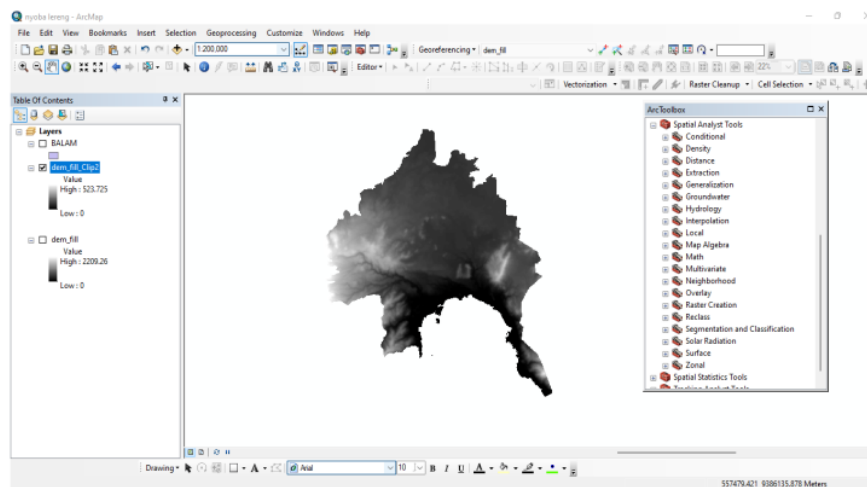 nyoba lereng - ArcMap
File Edit View Bookmarks Insert Selection Geoprocessing Customize Windows Help
1:200,000
Georeferencing
dem_fill
Editor
22%
Vectorization
Raster Cleanup
Cell Selection
Table Of Contents
Layers
BALAM
dem_fill_Clip2
Value
High : 523.725
Low : 0
dem_fill
Value
High : 2209.26
Low : 0
ArcToolbox
Spatial Analyst Tools
Conditional
Density
Distance
Extraction
Generalization
Groundwater
Hydrology
Interpolation
Local
Map Algebra
Math
Multivariate
Neighborhood
Overlay
Raster Creation
Reclass
Segmentation and Classification
Solar Radiation
Surface
Zonal
Spatial Statistics Tools
Tracking Analyst Tools
Drawing
A
Arial
10
B I U A
557479.421 9386135.878 Meters